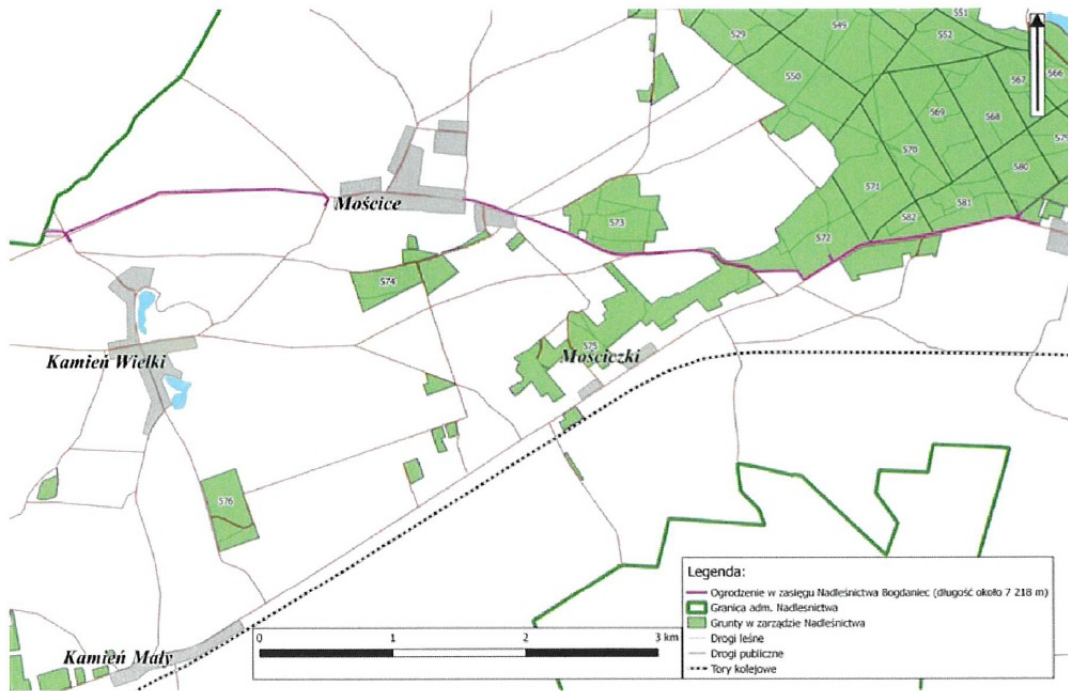 551
529
549
552
550
567
566
569
568
575
570
580
571
581
582
573
572
Mościce
574
575
Mościczki
Kamień Wielki
576
Kamień Mały
Legenda:
Ogrodzenie w zasięgu Nadleśnictwa Bogdaniec (długość około 7 218 m)
Granica adm. Nadleśnictwa
Grunty w zarządzie Nadleśnictwa
Drogi leśne
Drogi publiczne
Tory kolejowe
0 1 2 3 km